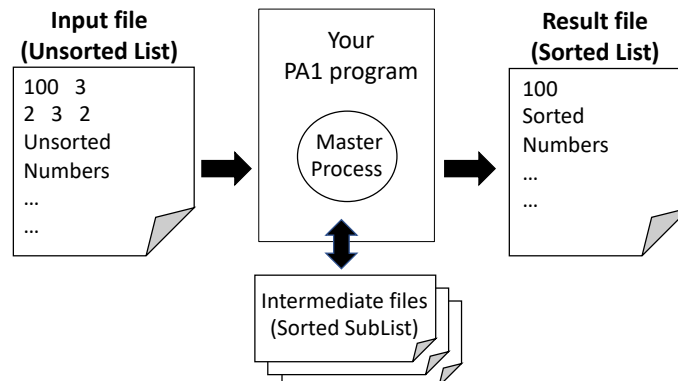 Input file
(Unsorted List)
100 3
2 3 2
Unsorted
Numbers
...
...
Your
PA1 program
Master
Process
Result file
(Sorted List)
100
Sorted
Numbers
...
...
Intermediate files
(Sorted SubList)